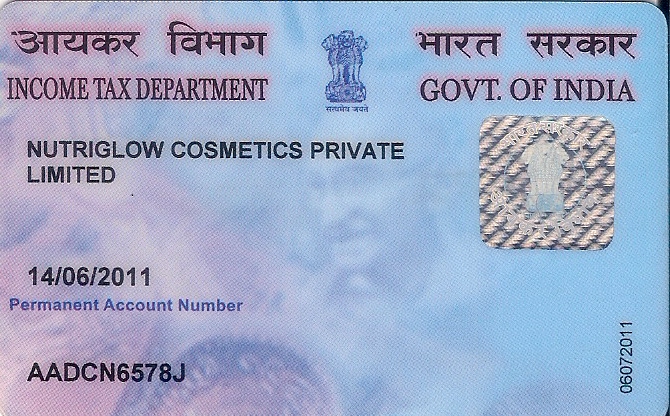 आयकर विभाग
भारत सरकार
INCOME TAX DEPARTMENT
GOVT. OF INDIA
सत्यमेव जयते
NUTRIGLOW COSMETICS PRIVATE
LIMITED
14/06/2011
Permanent Account Number
AADCN6578J
06072011